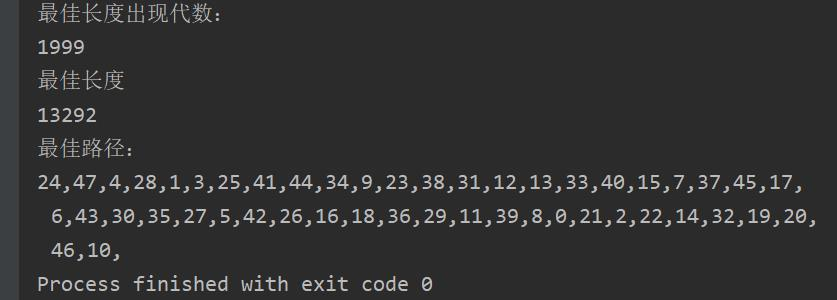 最佳长度出现代数：
1999
最佳长度
13292
最佳路径：
24,47,4,28,1,3,25,41,44,34,9,23,38,31,12,13,33,40,15,7,37,45,17,
6,43,30,35,27,5,42,26,16,18,36,29,11,39,8,0,21,2,22,14,32,19,20,
46,10,
Process finished with exit code 0